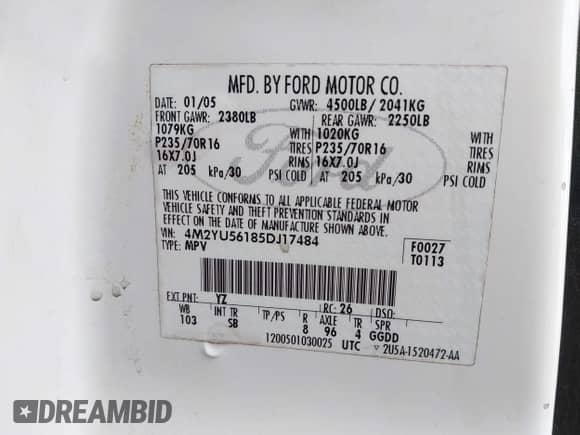 MFD. BY FORD MOTOR CO.
DATE: 01/05 GVWR: 4500LB/ 2041KG
FRONT GAWR: 2380LB REAR GAWR: 2250LB
1079KG WITH 1020KG WITH
P235/70R16 TIRES P235/70R16 TIRES
16X7.0J RIMS 16X7.0J RIMS
AT 205 kPa/30 PSI COLD AT 205 kPa/30 PSI COLD
THIS VEHICLE CONFORMS TO ALL APPLICABLE FEDERAL MOTOR
VEHICLE SAFETY AND THEFT PREVENTION STANDARDS IN
EFFECT ON THE DATE OF MANUFACTURE SHOWN ABOVE.
VIN: 4M2YU56185DJ17484
TYPE: MPV
F0027
T0113
Ford
EXT PNT: YZ RC: 26 DSO:
WB INT TR TP/PS R AXLE TR SPR
103 SB 8 96 4 GGDD
1200501030025 UTC 2U5A-1520472-AA
DREAMBID